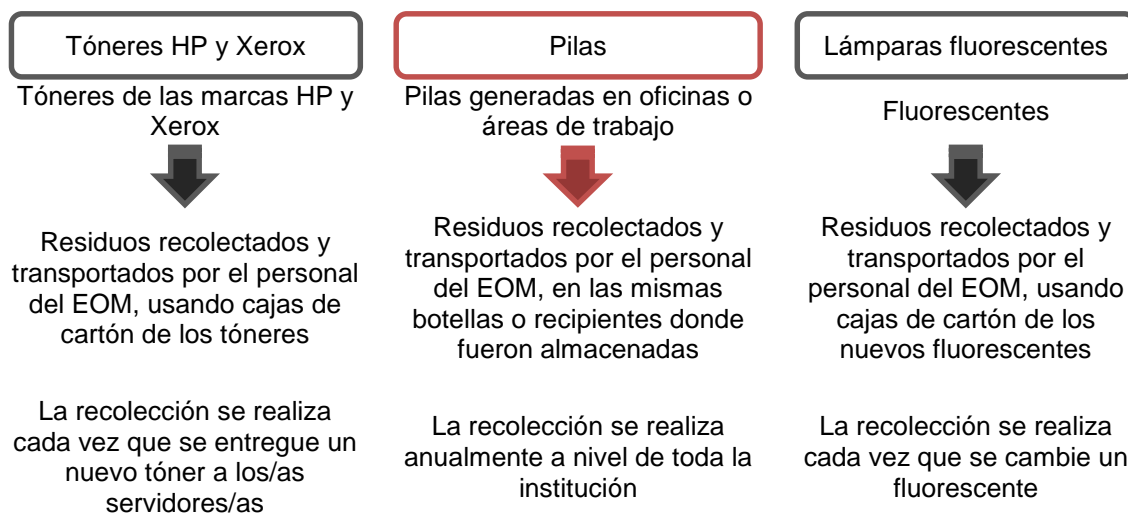 Tóneres HP y Xerox
Tóneres de las marcas HP y
Xerox
Residuos recolectados y
transportados por el personal
del EOM, usando cajas de
cartón de los tóneres
La recolección se realiza
cada vez que se entregue un
nuevo tóner a los/as
servidores/as
Pilas
Pilas generadas en oficinas o
áreas de trabajo
Residuos recolectados y
transportados por el personal
del EOM, en las mismas
botellas o recipientes donde
fueron almacenadas
La recolección se realiza
anualmente a nivel de toda la
institución
Lámparas fluorescentes
Fluorescentes
Residuos recolectados y
transportados por el
personal del EOM, usando
cajas de cartón de los
nuevos fluorescentes
La recolección se realiza
cada vez que se cambie un
fluorescente